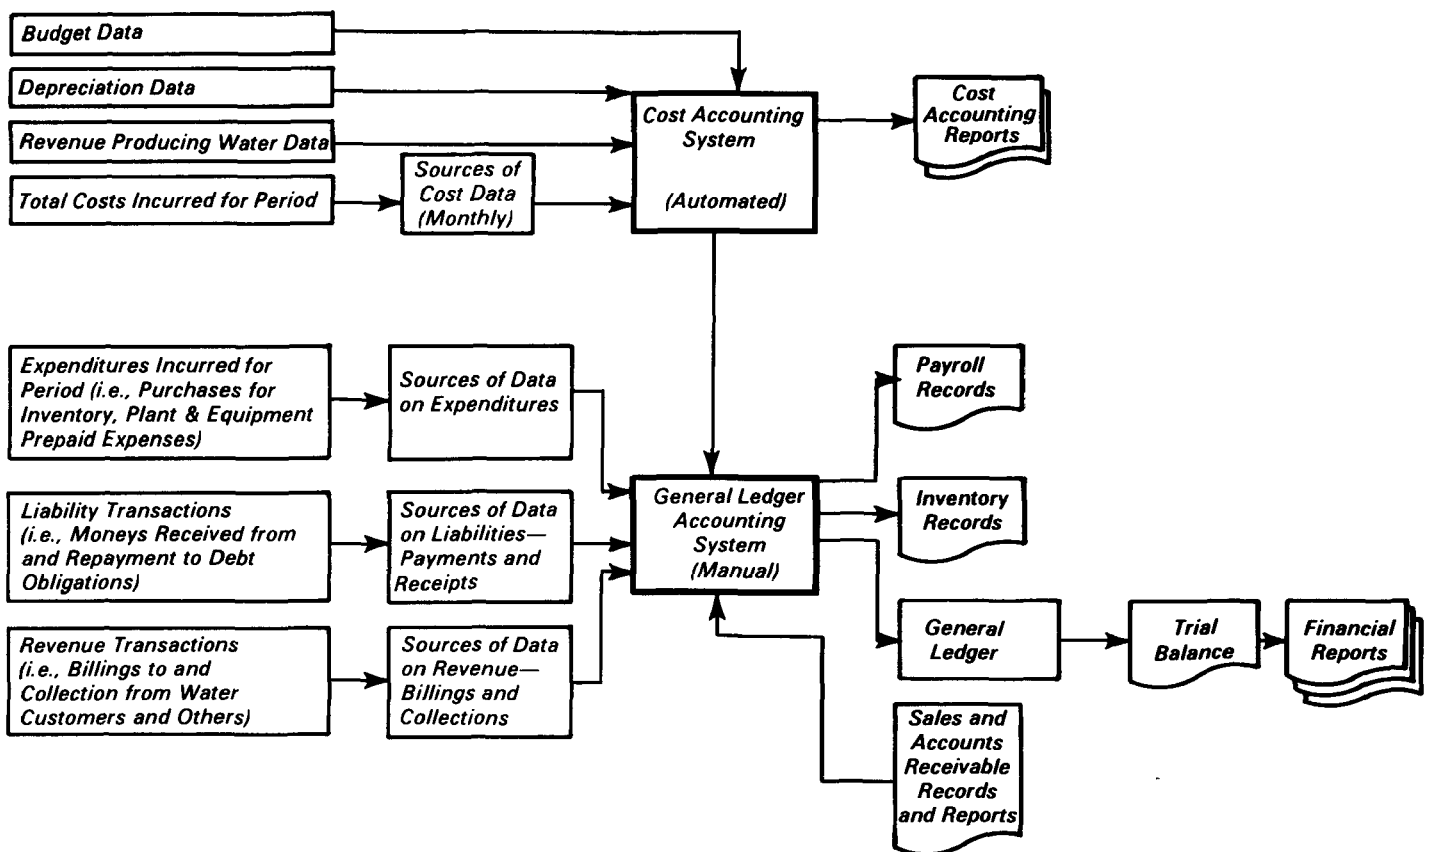 Budget Data
Depreciation Data
Revenue Producing Water Data
Total Costs Incurred for Period
Sources of
Cost Data
(Monthly)
Cost Accounting
System
(Automated)
Cost
Accounting
Reports
Expenditures Incurred for
Period (i.e., Purchases for
Inventory, Plant & Equipment
Prepaid Expenses)
Sources of Data
on Expenditures
Liability Transactions
(i.e., Moneys Received from
and Repayment to Debt
Obligations)
Sources of Data
on Liabilities—
Payments and
Receipts
Revenue Transactions
(i.e., Billings to and
Collection from Water
Customers and Others)
Sources of Data
on Revenue—
Billings and
Collections
General Ledger
Accounting
System
(Manual)
Payroll
Records
Inventory
Records
General
Ledger
Trial
Balance
Financial
Reports
Sales and
Accounts
Receivable
Records
and Reports